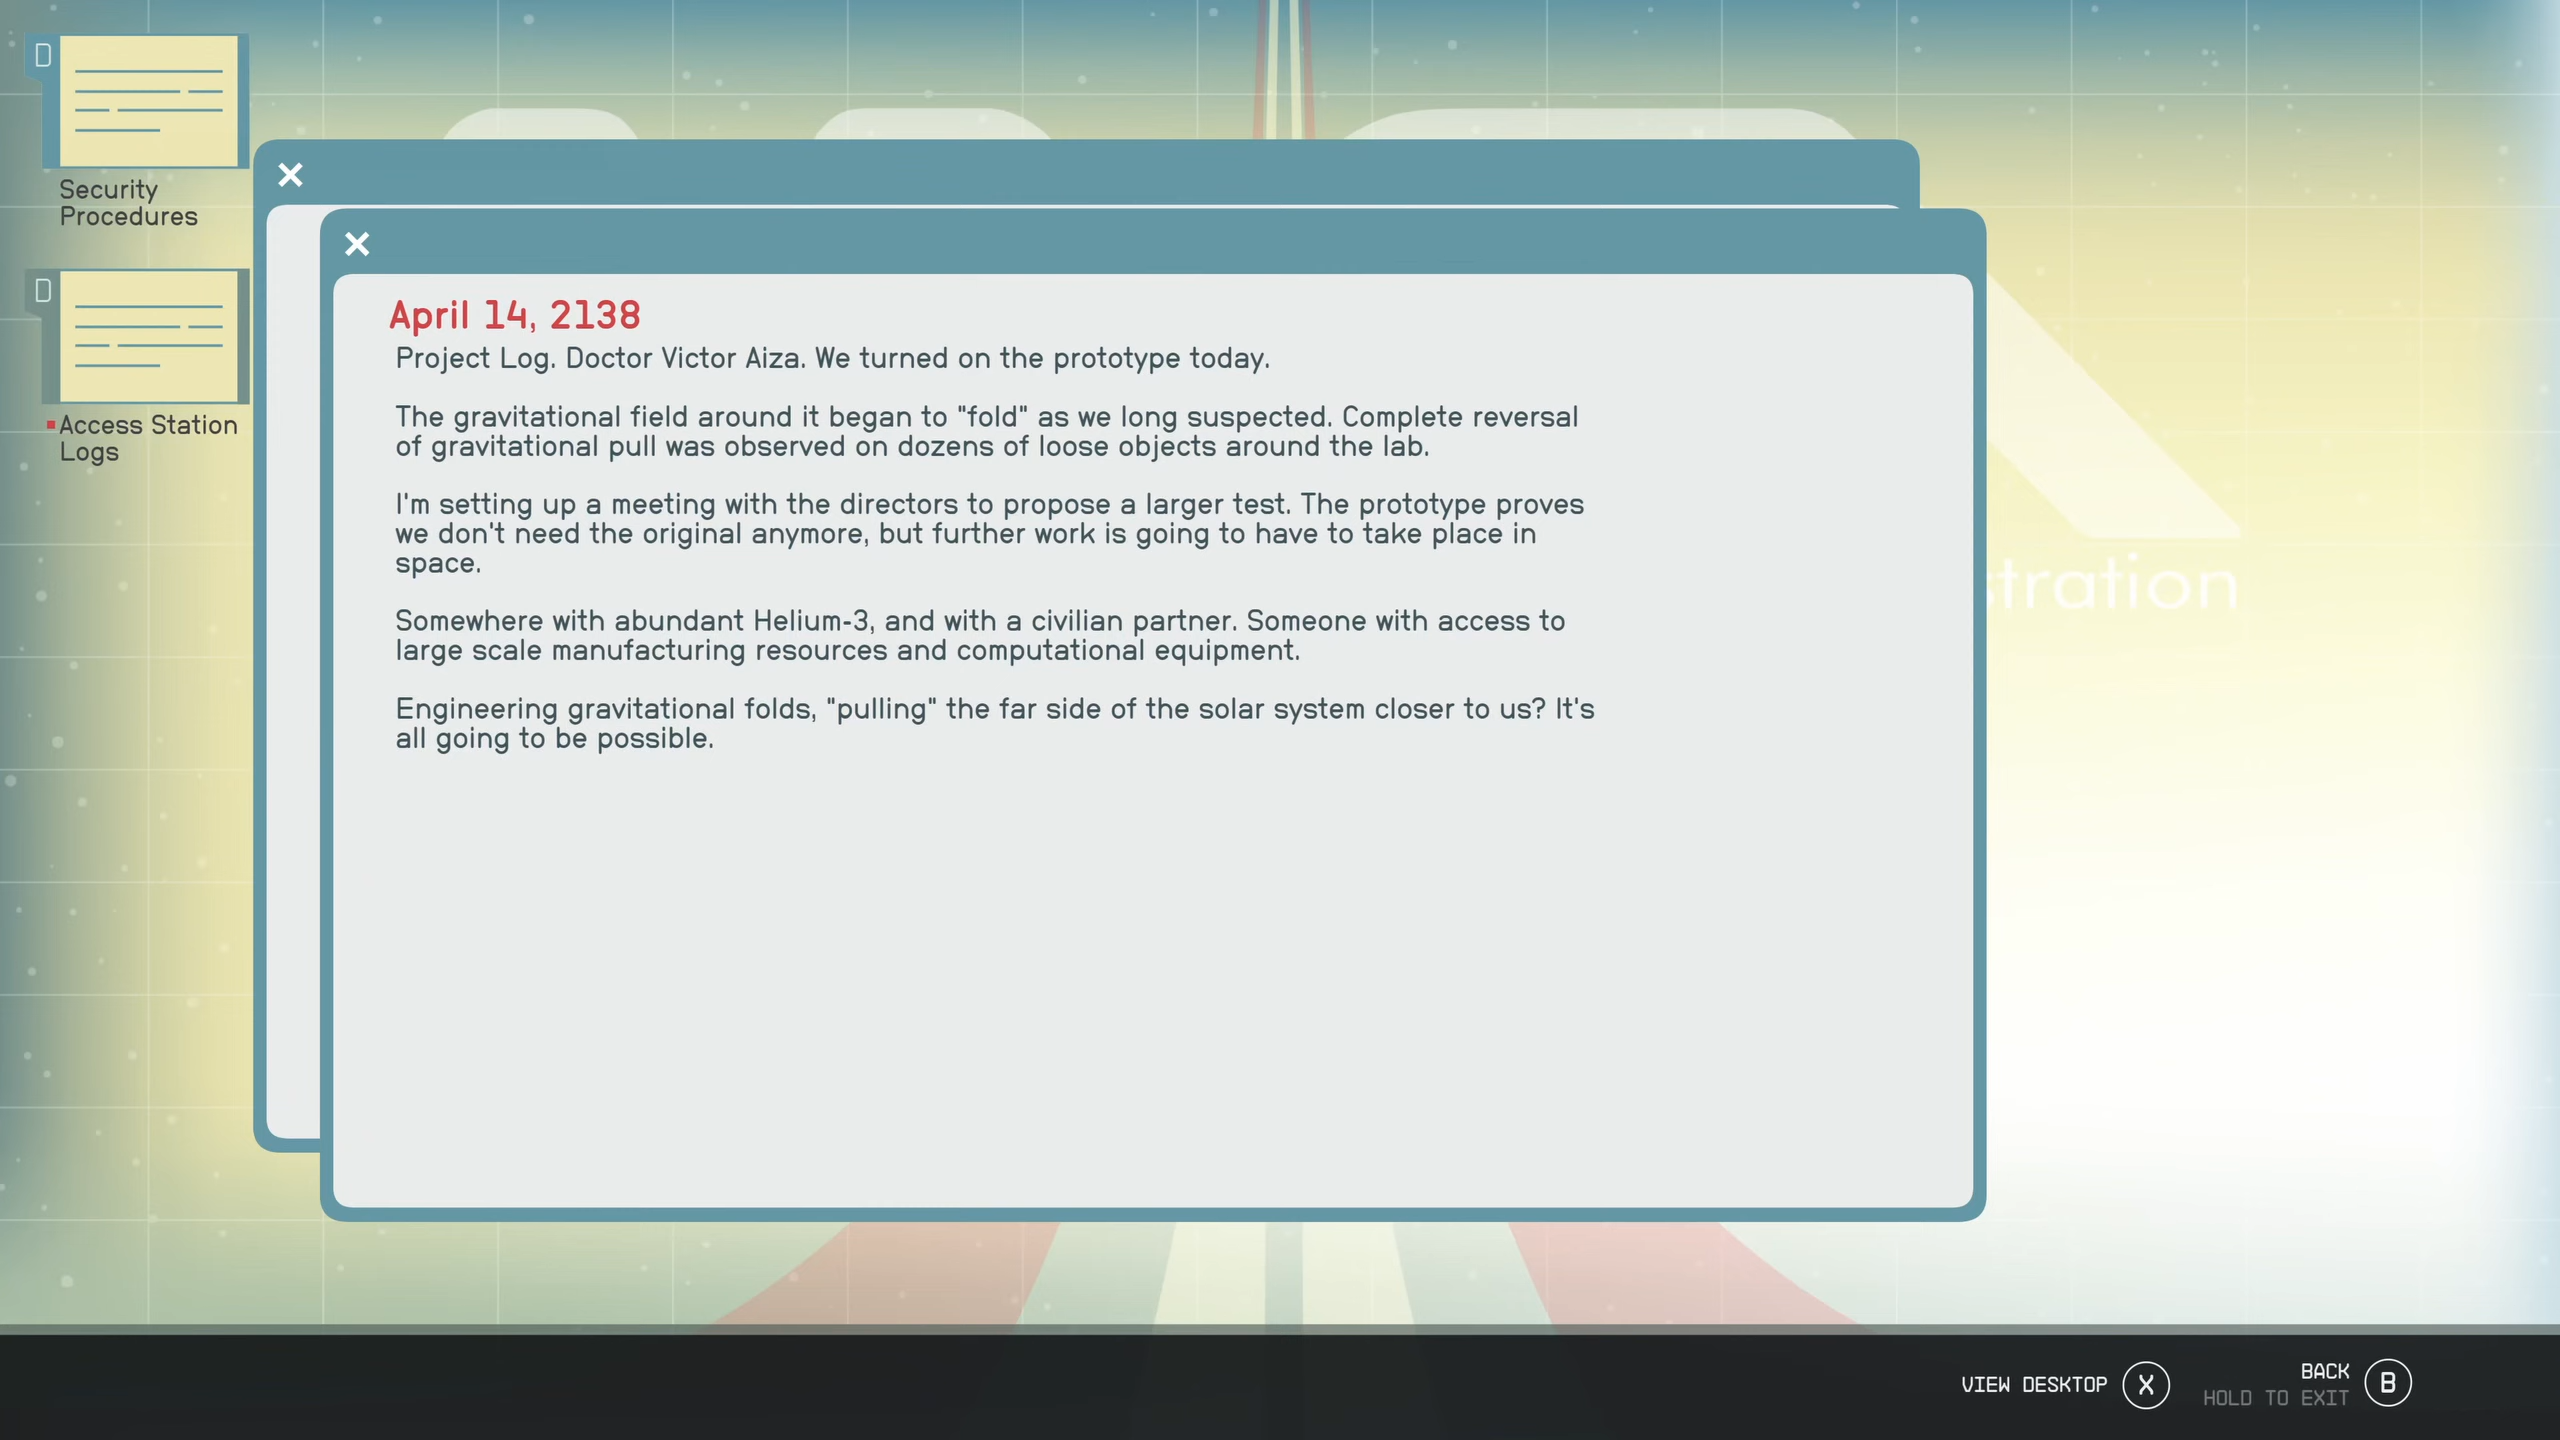 Security
Procedures
Access Station
Logs
April 14, 2138
Project Log. Doctor Victor Aiza. We turned on the prototype today.
The gravitational field around it began to "fold" as we long suspected. Complete reversal
of gravitational pull was observed on dozens of loose objects around the lab.
I'm setting up a meeting with the directors to propose a larger test. The prototype proves
we don't need the original anymore, but further work is going to have to take place in
space.
Somewhere with abundant Helium-3, and with a civilian partner. Someone with access to
large scale manufacturing resources and computational equipment.
Engineering gravitational folds, "pulling" the far side of the solar system closer to us? It's
all going to be possible.
stration
VIEW DESKTOP X
BACK B
HOLD TO EXIT